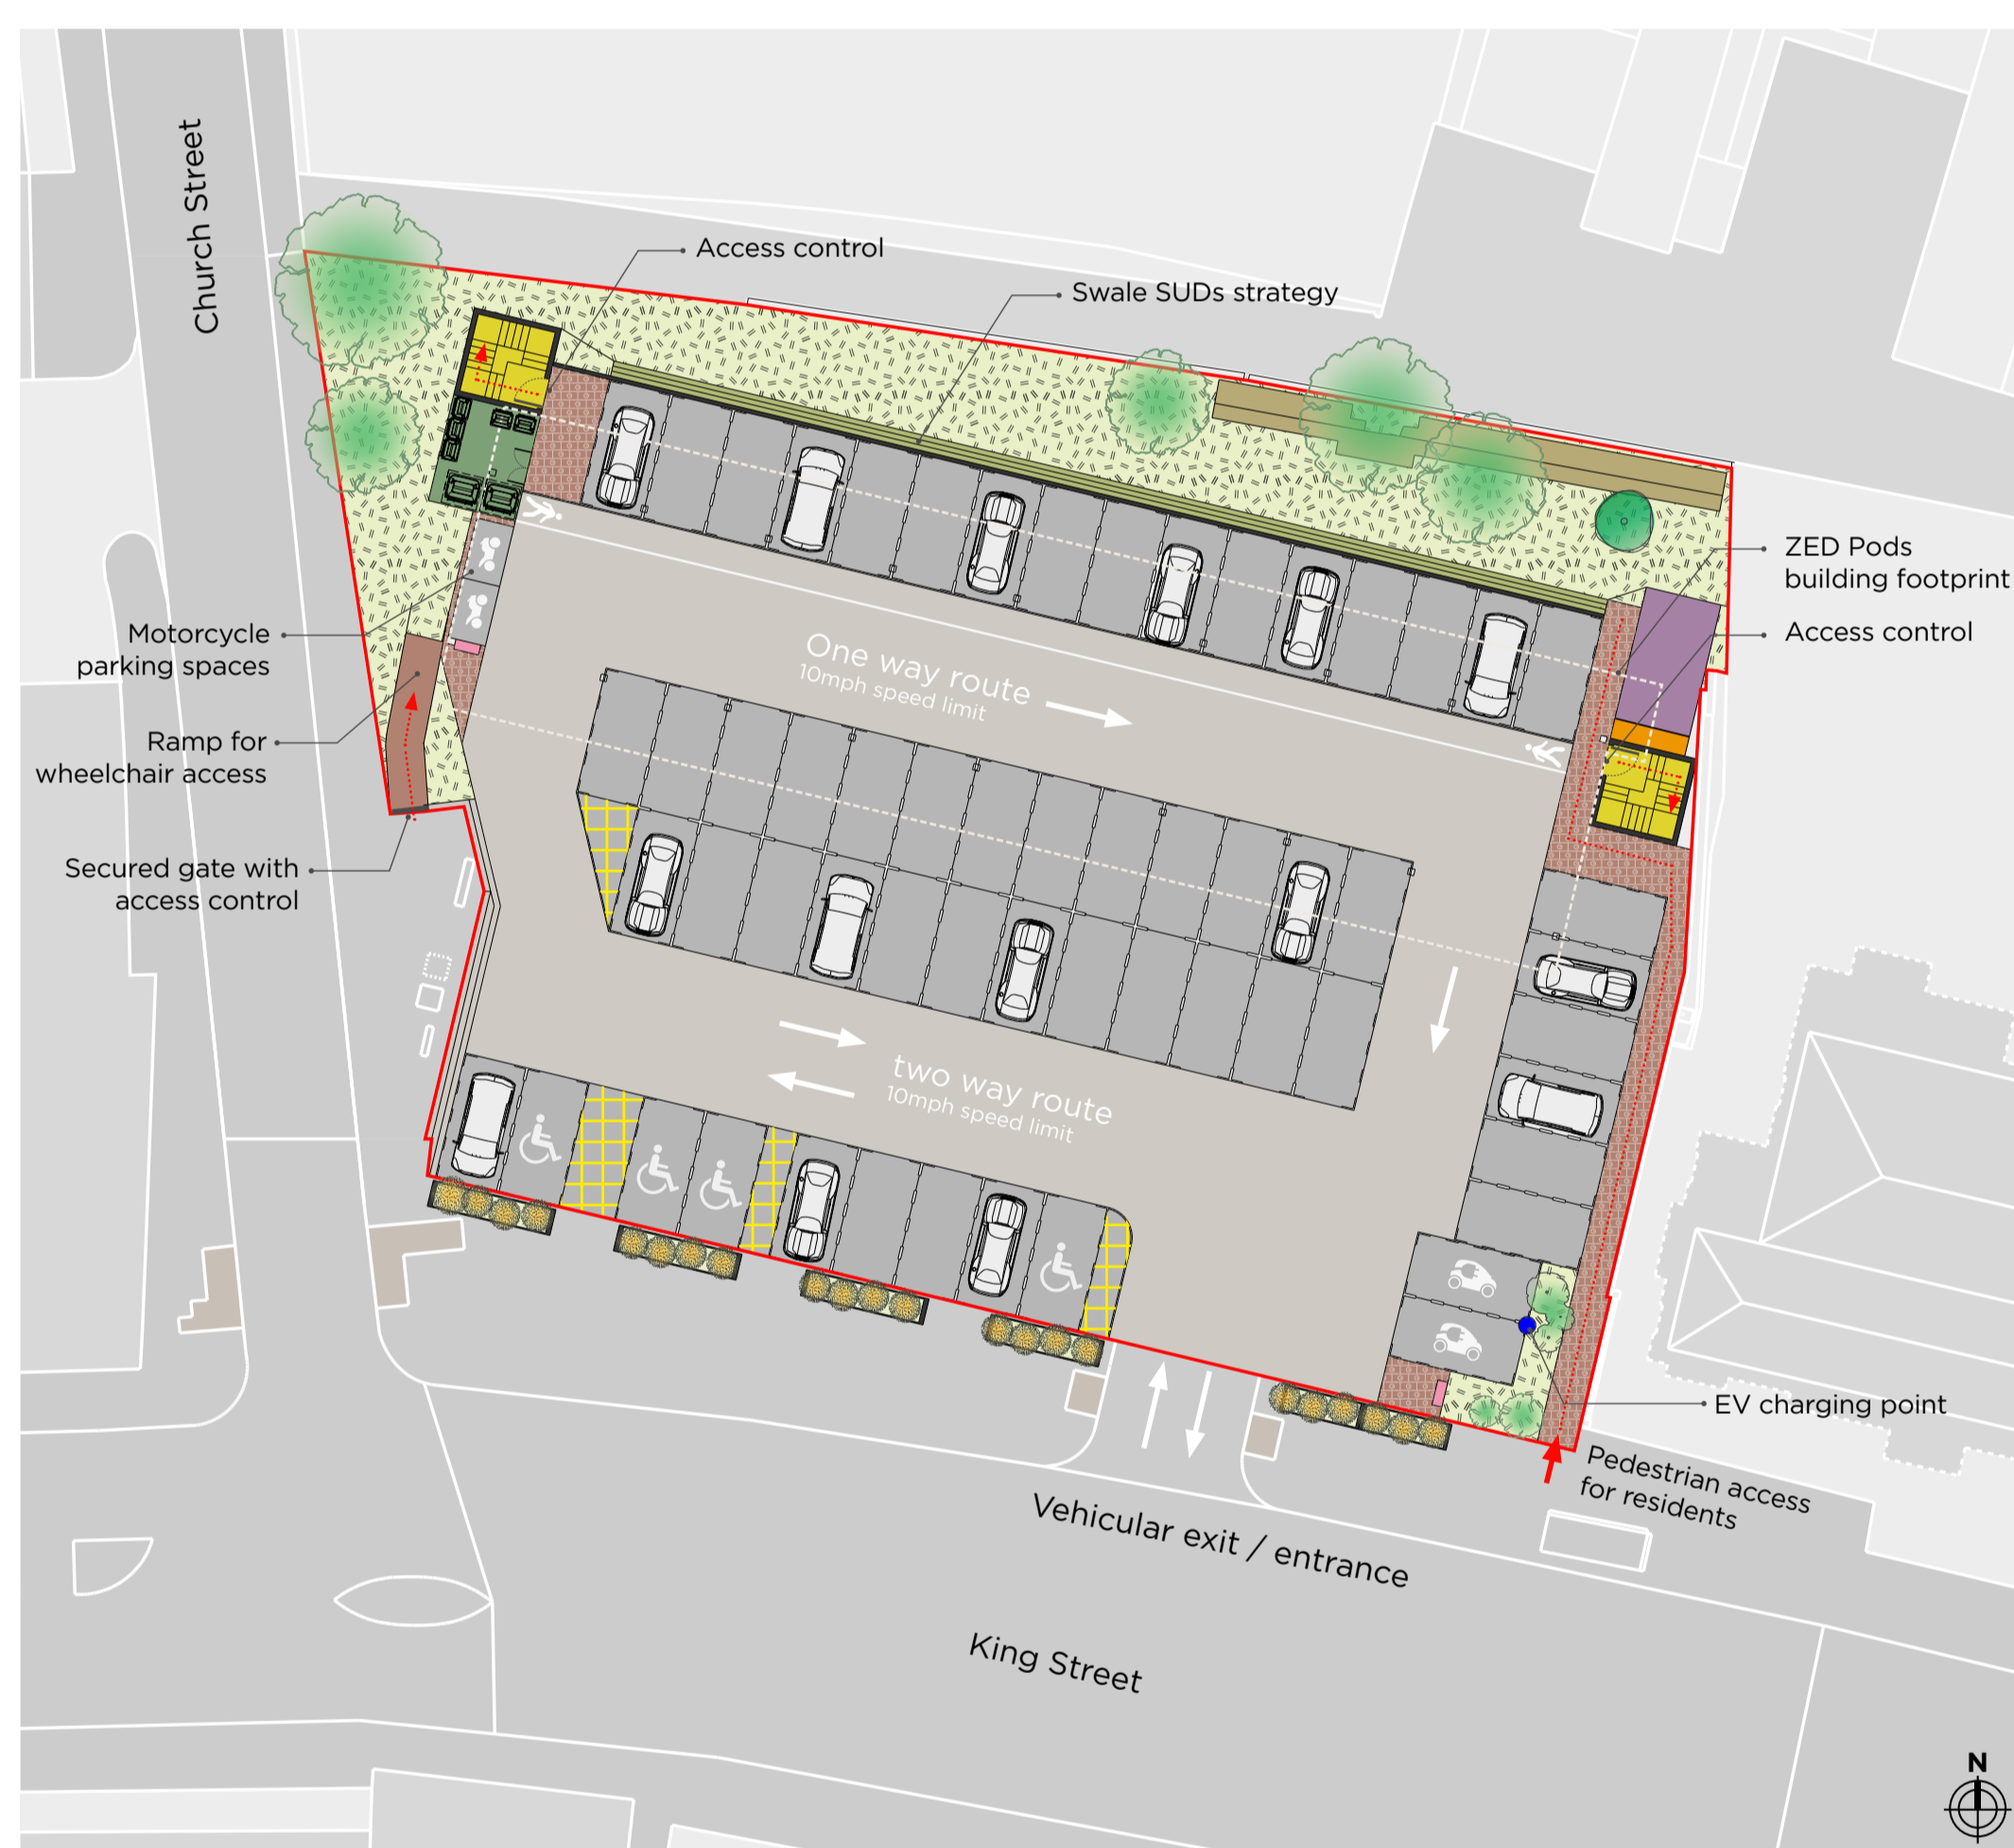 Church Street
Access control
Swale SUDs strategy
ZED Pods
building footprint
Access control
Motorcycle
parking spaces
Ramp for
wheelchair access
Secured gate with
access control
One way route
10mph speed limit
two way route
10mph speed limit
EV charging point
Pedestrian access
for residents
Vehicular exit / entrance
King Street
N